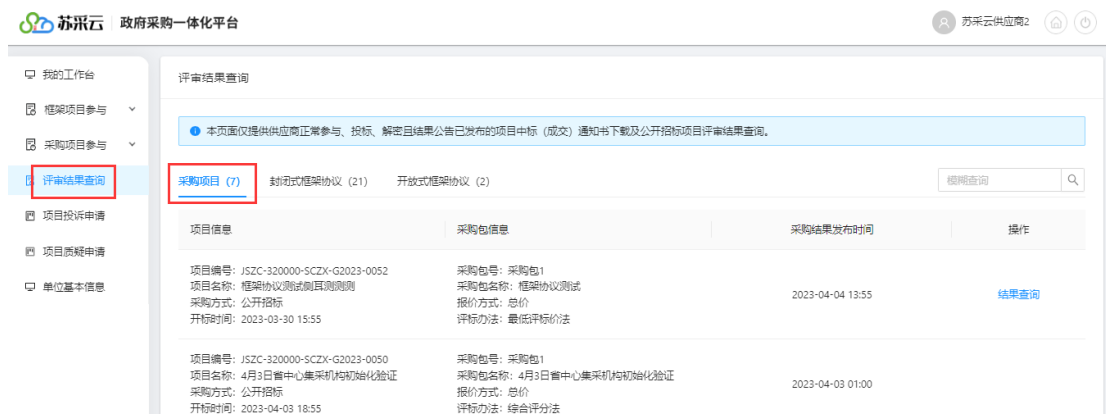 苏采云 政府采购一体化平台
苏采云供应商2
我的工作台
框架项目参与
采购项目参与
评审结果查询
项目投诉申请
项目质疑申请
单位基本信息
评审结果查询
本页面仅提供供应商正常参与、投标、解密且结果公告已发布的项目中标（成交）通知书下载及公开招标项目评审结果查询。
采购项目 (7) 封闭式框架协议 (21) 开放式框架协议 (2)
模糊查询
项目信息 采购包信息 采购结果发布时间 操作
项目编号：JSZC-320000-SCZX-G2023-0052 采购包号：采购包1
项目名称：框架协议测试侧耳测测测 采购包名称：框架协议测试
采购方式：公开招标 报价方式：总价
开标时间：2023-03-30 15:55 评标办法：最低评标价法
2023-04-04 13:55 结果查询
项目编号：JSZC-320000-SCZX-G2023-0050 采购包号：采购包1
项目名称：4月3日省中心集采机构初始化验证 采购包名称：4月3日省中心集采机构初始化验证
采购方式：公开招标 报价方式：总价
开标时间：2023-04-03 18:55 评标办法：综合评分法
2023-04-03 01:00